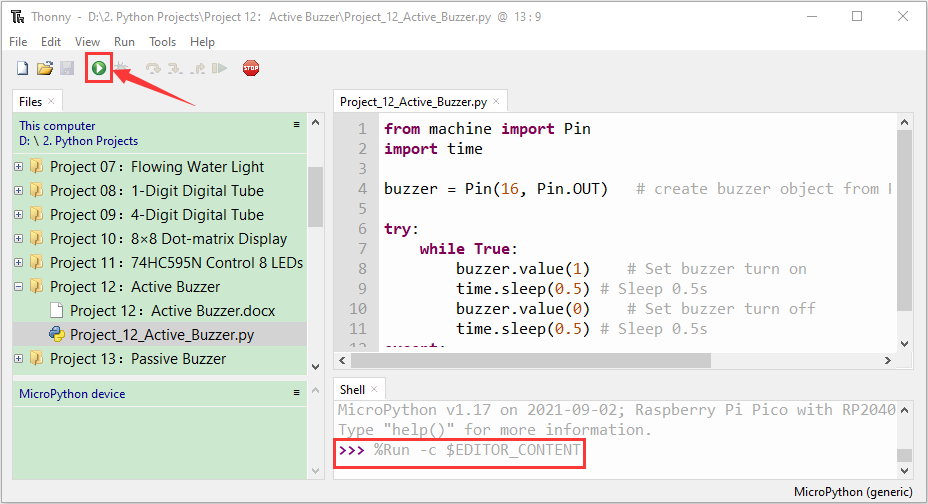 Thonny - D:\2. Python Projects\Project 12：Active Buzzer\Project_12_Active_Buzzer.py @ 13 : 9
File Edit View Run Tools Help
STOP
Files
This computer
D: \ 2. Python Projects
Project 07：Flowing Water Light
Project 08：1-Digit Digital Tube
Project 09：4-Digit Digital Tube
Project 10：8×8 Dot-matrix Display
Project 11：74HC595N Control 8 LEDs
Project 12：Active Buzzer
Project 12：Active Buzzer.docx
Project_12_Active_Buzzer.py
Project 13：Passive Buzzer
MicroPython device
Project_12_Active_Buzzer.py
1 from machine import Pin
2 import time
3
4 buzzer = Pin(16, Pin.OUT) # create buzzer object from
5
6 try:
7 while True:
8 buzzer.value(1) # Set buzzer turn on
9 time.sleep(0.5) # Sleep 0.5s
10 buzzer.value(0) # Set buzzer turn off
11 time.sleep(0.5) # Sleep 0.5s
12 except:
Shell
MicroPython v1.17 on 2021-09-02; Raspberry Pi Pico with RP2040
Type "help()" for more information.
>>> %Run -c $EDITOR_CONTENT
MicroPython (generic)